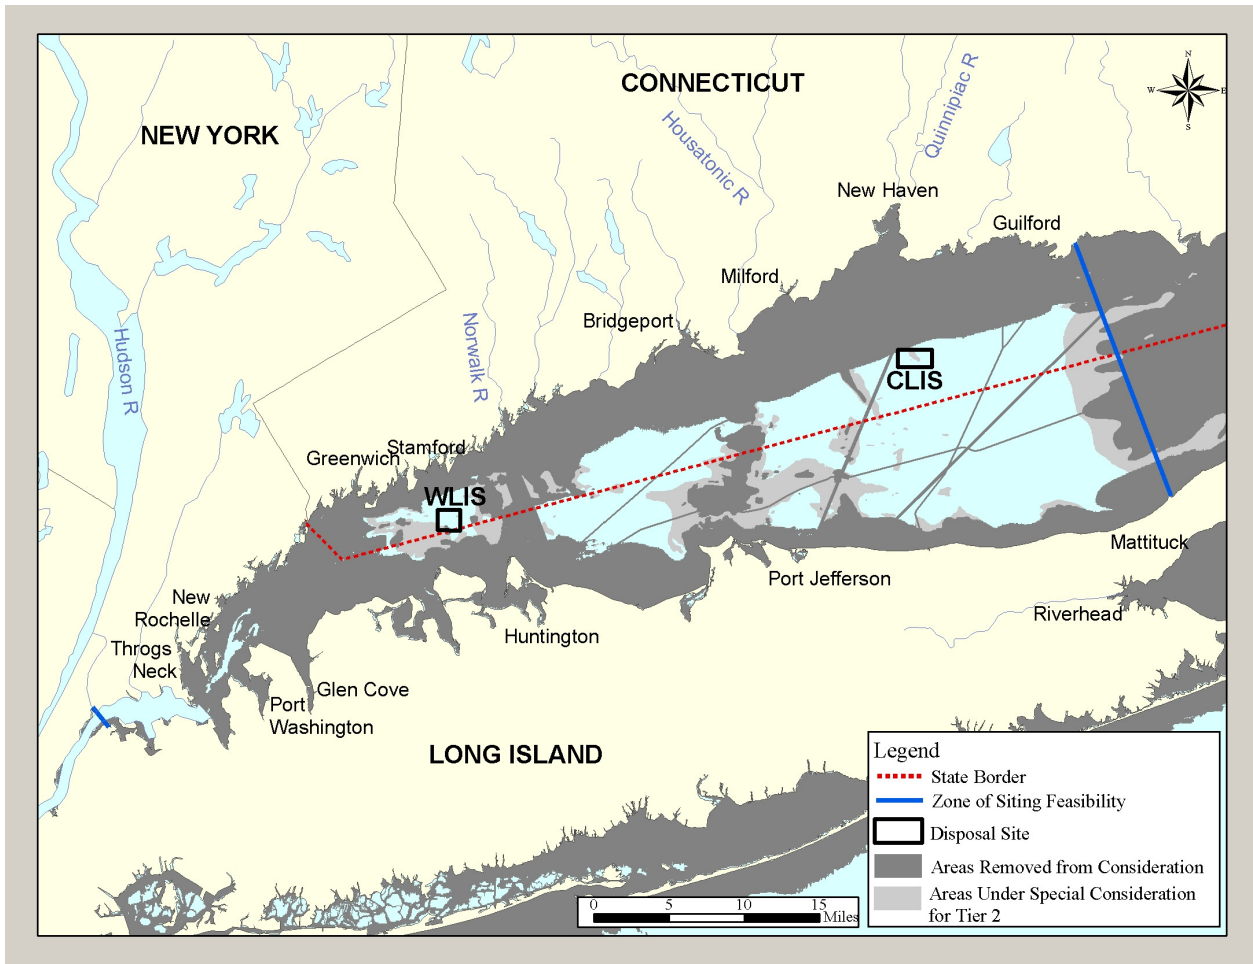 CONNECTICUT
N
W
E
S
NEW YORK
Quinnipiac R
Housatonic R
New Haven
Guilford
Milford
Bridgeport
Hudson R
Norwalk R
CLIS
Stamford
Greenwich
WLIS
Mattituck
Port Jefferson
New
Rochelle
Riverhead
Huntington
Throgs
Neck
Glen Cove
Port
Washington
LONG ISLAND
Legend
State Border
Zone of Siting Feasibility
Disposal Site
Areas Removed from Consideration
Areas Under Special Consideration
for Tier 2
0 5 10 15
Miles